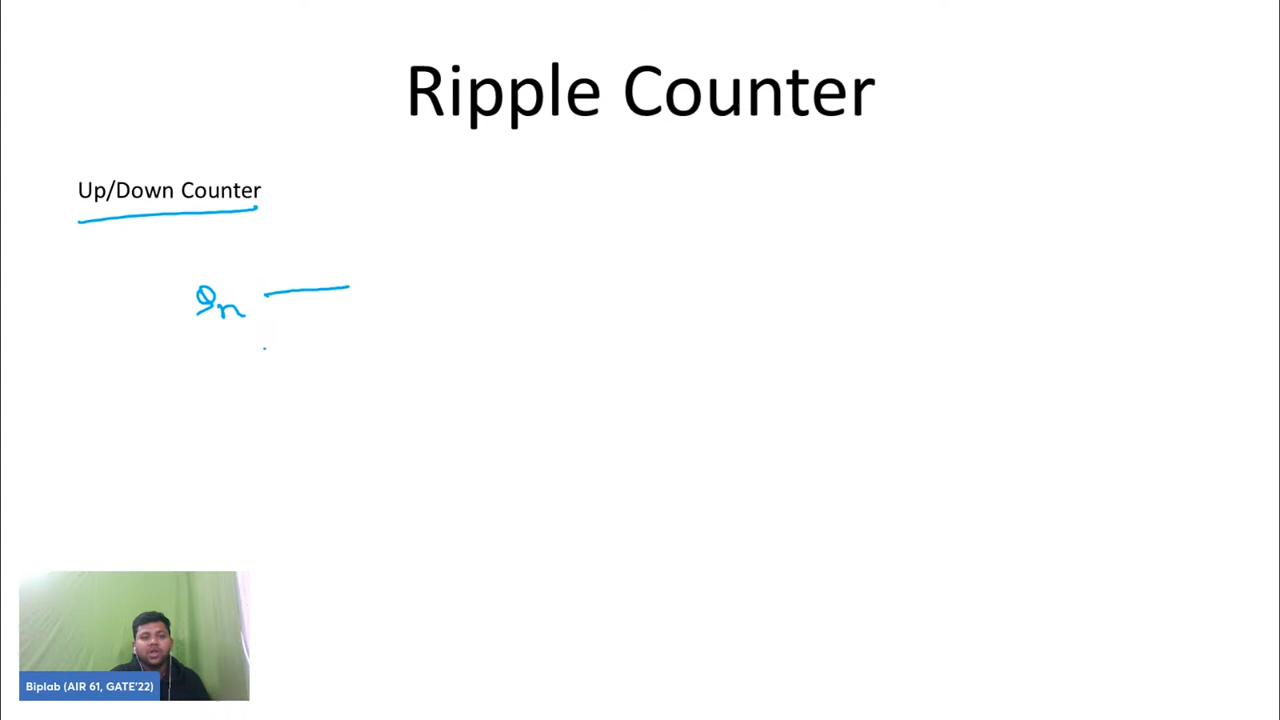 Ripple Counter
Up/Down Counter
Qn
Biplab (AIR 61, GATE'22)